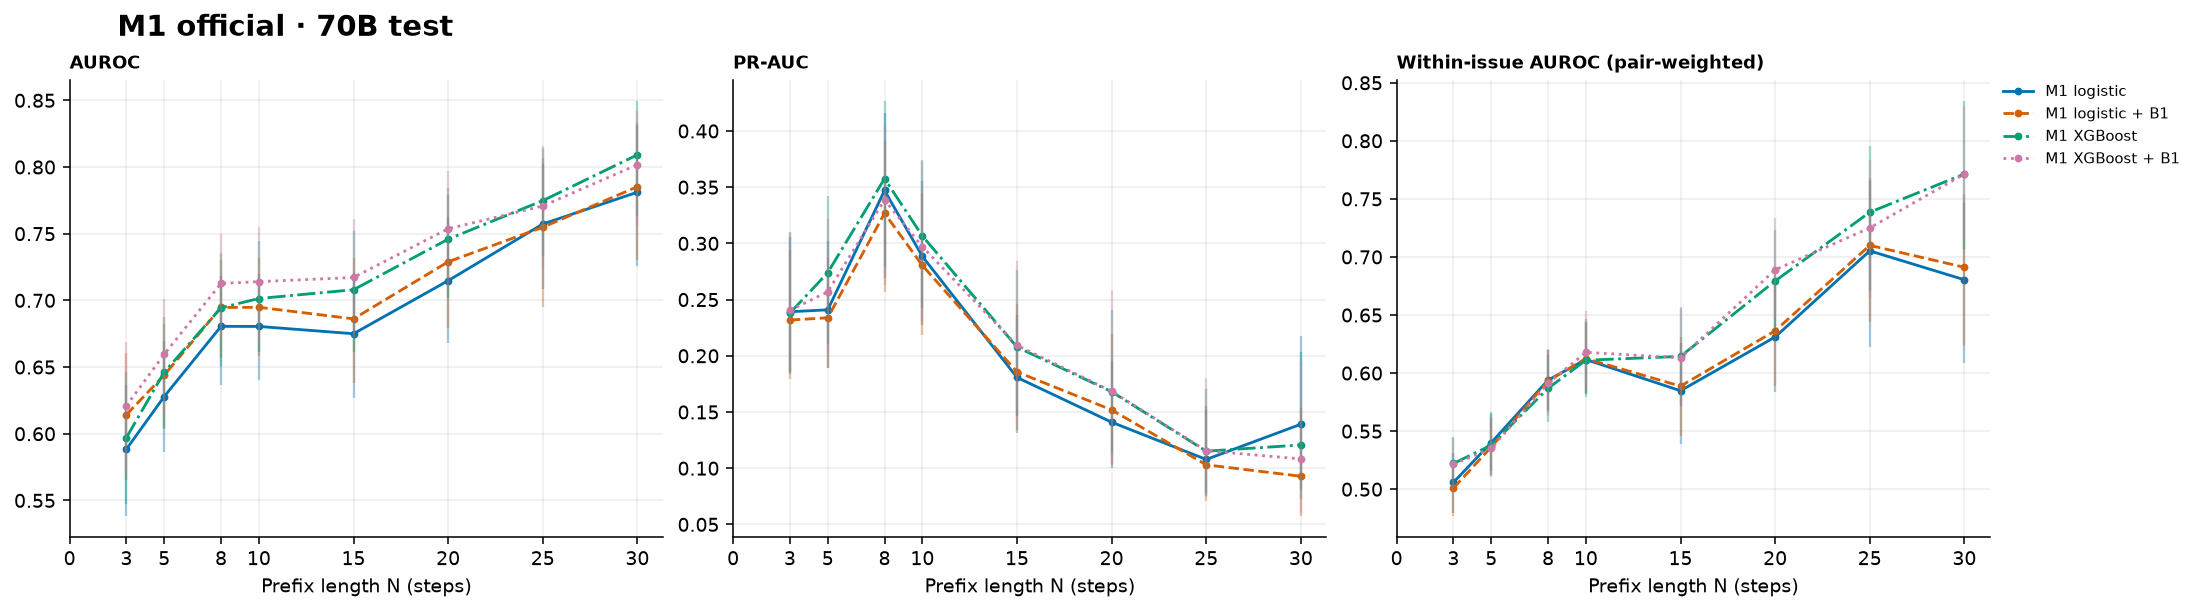 M1 official · 70B test
AUROC
0.85
0.80
0.75
0.70
0.65
0.60
0.55
0 3 5 8 10 15 20 25 30
Prefix length N (steps)
PR-AUC
0.40
0.35
0.30
0.25
0.20
0.15
0.10
0.05
0 3 5 8 10 15 20 25 30
Prefix length N (steps)
Within-issue AUROC (pair-weighted)
0.85
0.80
0.75
0.70
0.65
0.60
0.55
0.50
0 3 5 8 10 15 20 25 30
Prefix length N (steps)
M1 logistic
M1 logistic + B1
M1 XGBoost
M1 XGBoost + B1